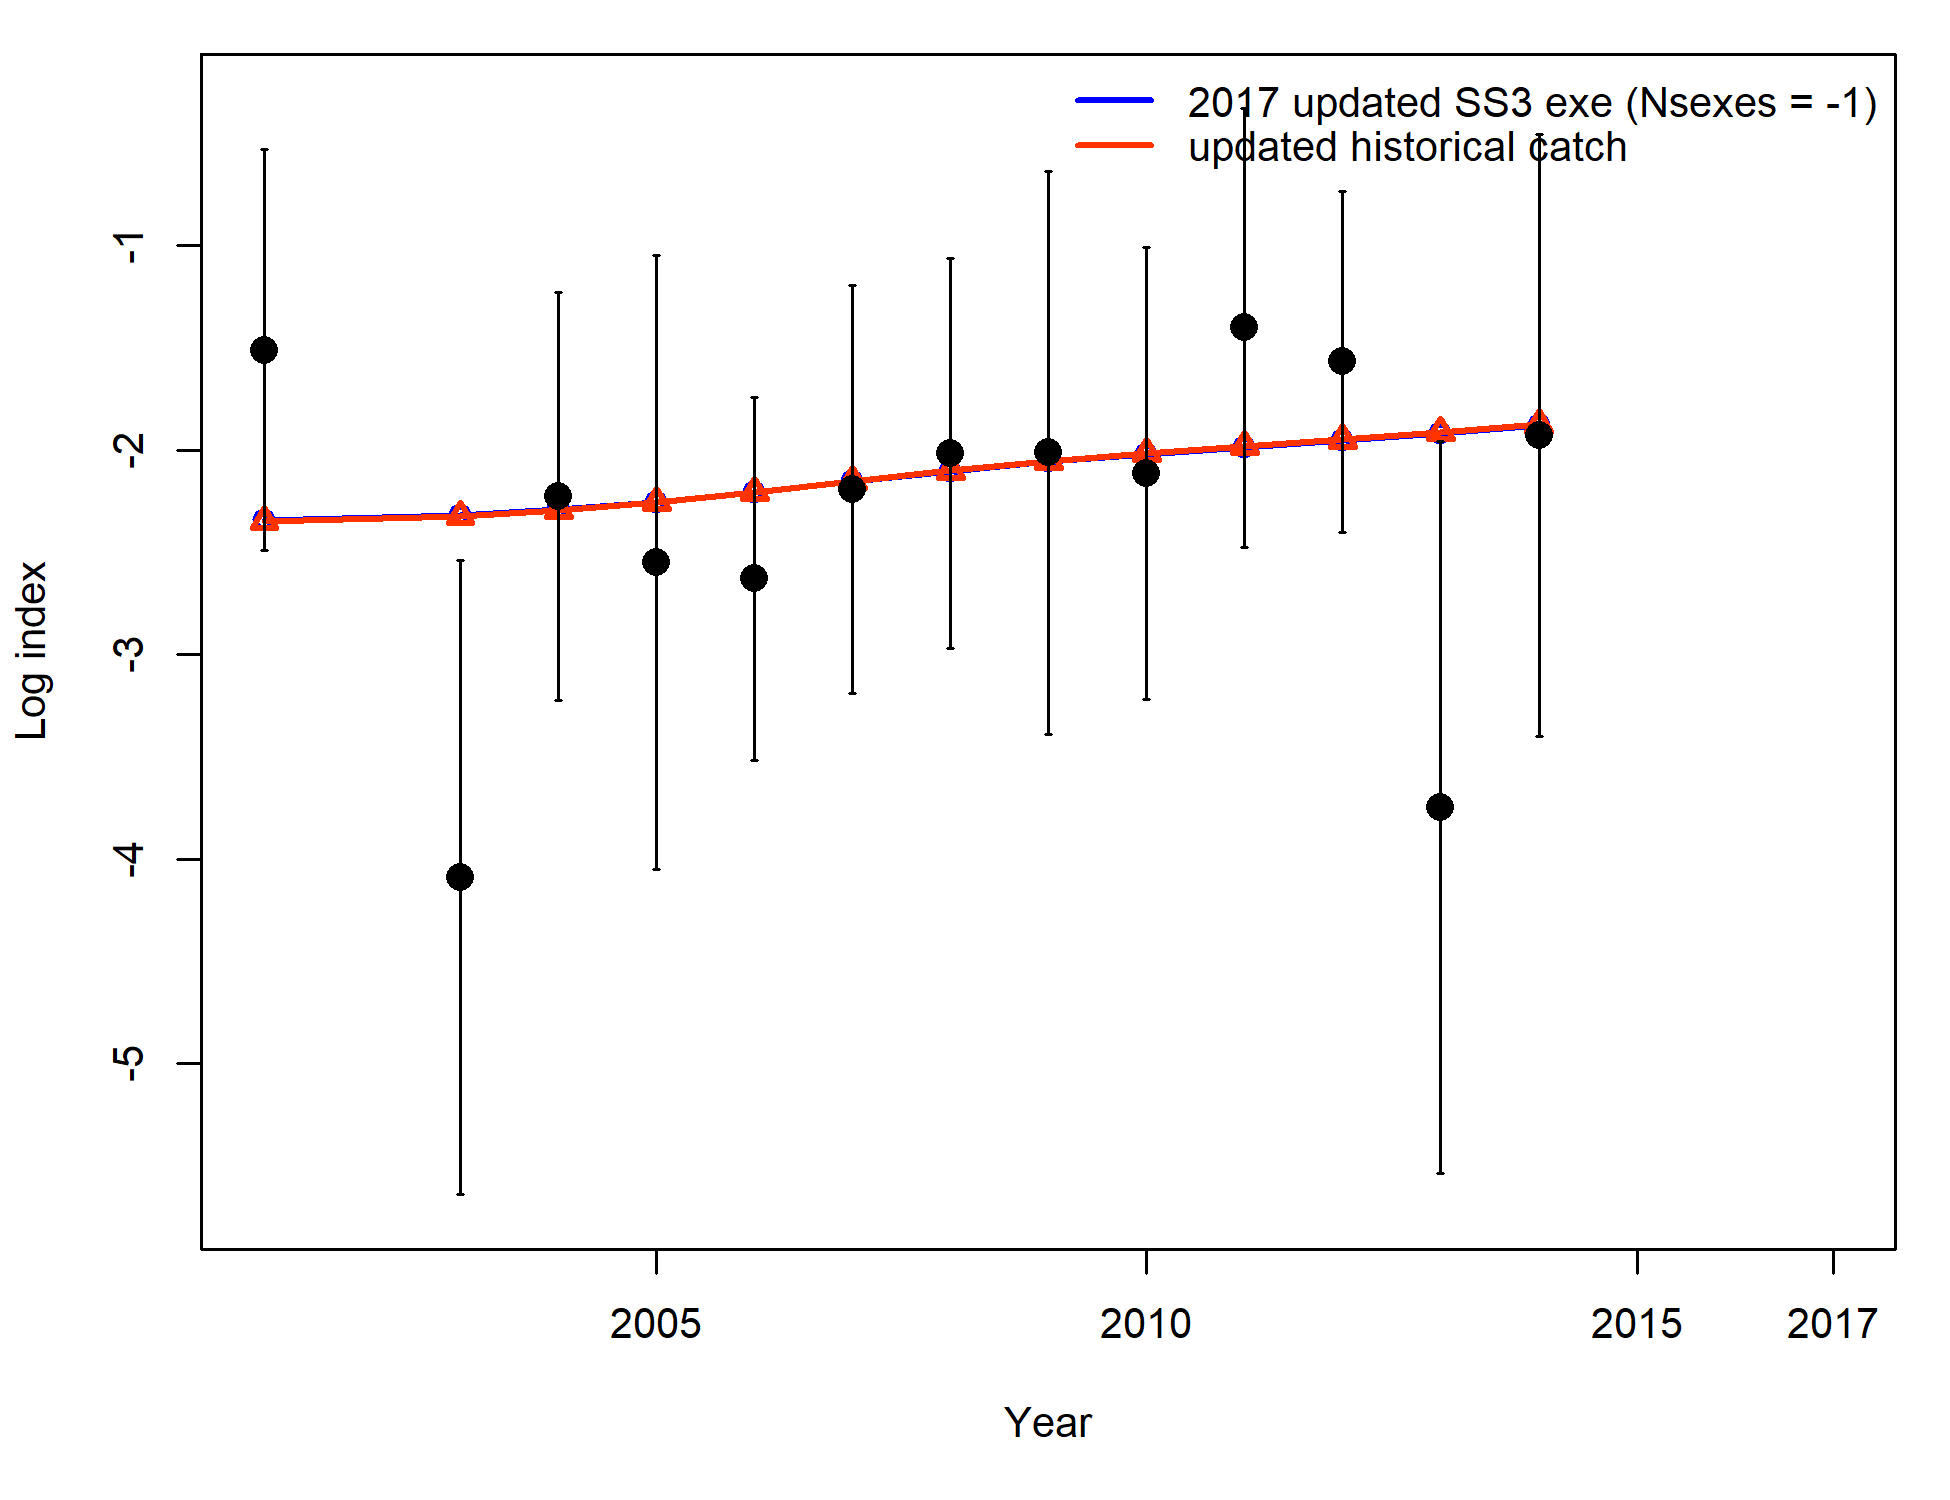 2017 updated SS3 exe (Nsexes = -1)
updated historical catch
-1
-2
-3
-4
-5
Log index
2005 2010 2015 2017
Year